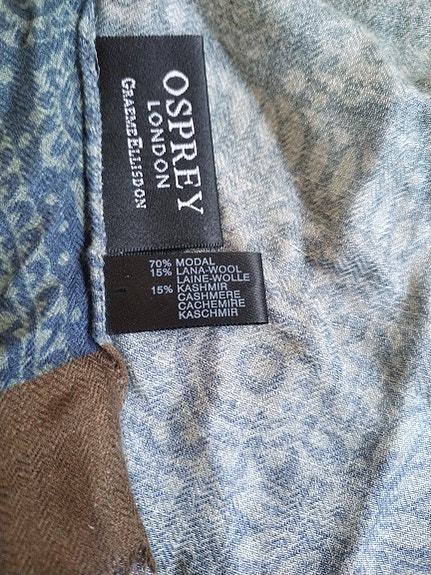 OSPREY
LONDON
GRAEME ELLISDON
70% MODAL
15% LANA-WOOL
LAINE-WOLLE
15% KASHMIR
CASHMERE
CACHEMIRE
KASCHMIR